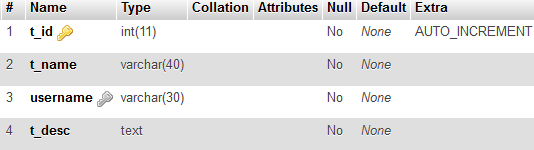 # Name Type Collation Attributes Null Default Extra
1 t_id int(11) No None AUTO_INCREMENT
2 t_name varchar(40) No None
3 username varchar(30) No None
4 t_desc text No None